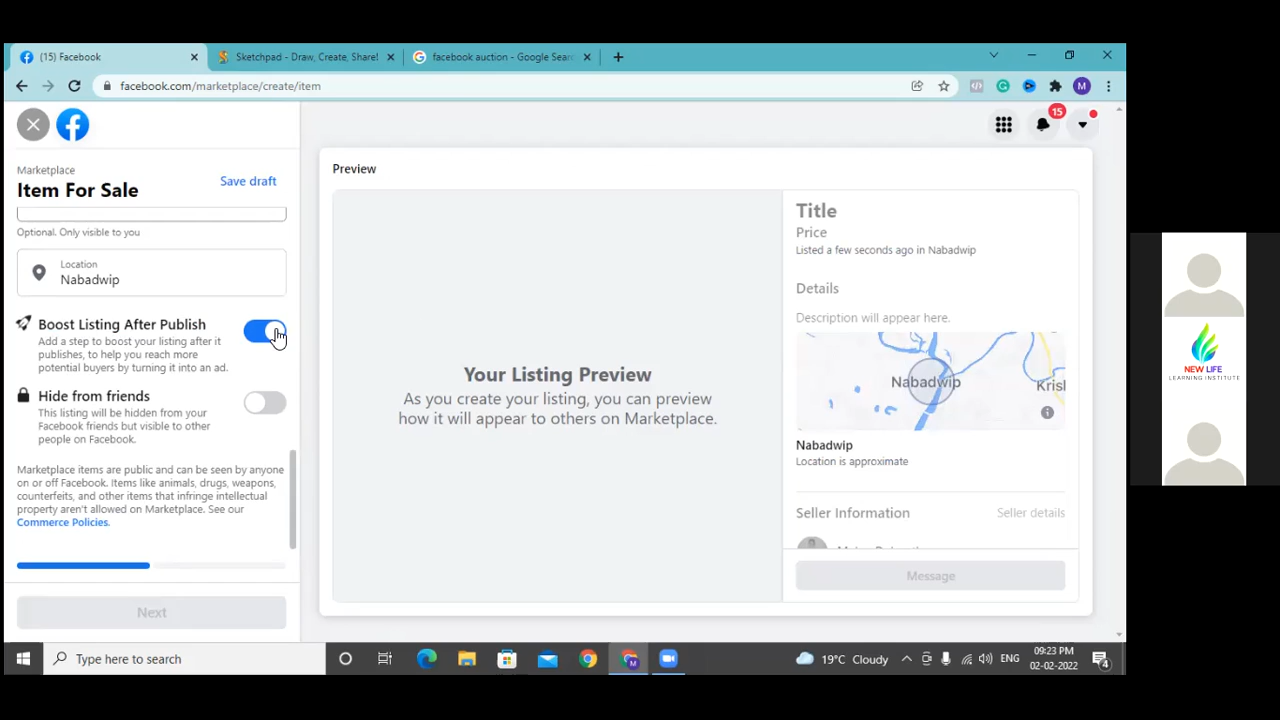 (15) Facebook
Sketchpad - Draw, Create, Share!
facebook auction - Google Sear
facebook.com/marketplace/create/item
M
15
Marketplace
Item For Sale
Save draft
Optional. Only visible to you
Location
Nabadwip
Boost Listing After Publish
Add a step to boost your listing after it
publishes, to help you reach more
potential buyers by turning it into an ad.
Hide from friends
This listing will be hidden from your
Facebook friends but visible to other
people on Facebook.
Marketplace items are public and can be seen by anyone
on or off Facebook. Items like animals, drugs, weapons,
counterfeits, and other items that infringe intellectual
property aren't allowed on Marketplace. See our
Commerce Policies.
Next
Preview
Your Listing Preview
As you create your listing, you can preview
how it will appear to others on Marketplace.
Title
Price
Listed a few seconds ago in Nabadwip
Details
Description will appear here.
Nabadwip
Krisl
Nabadwip
Location is approximate
Seller Information
Seller details
Message
NEW LIFE
LEARNING INSTITUTE
Type here to search
19°C Cloudy
ENG
09:23 PM
02-02-2022
4